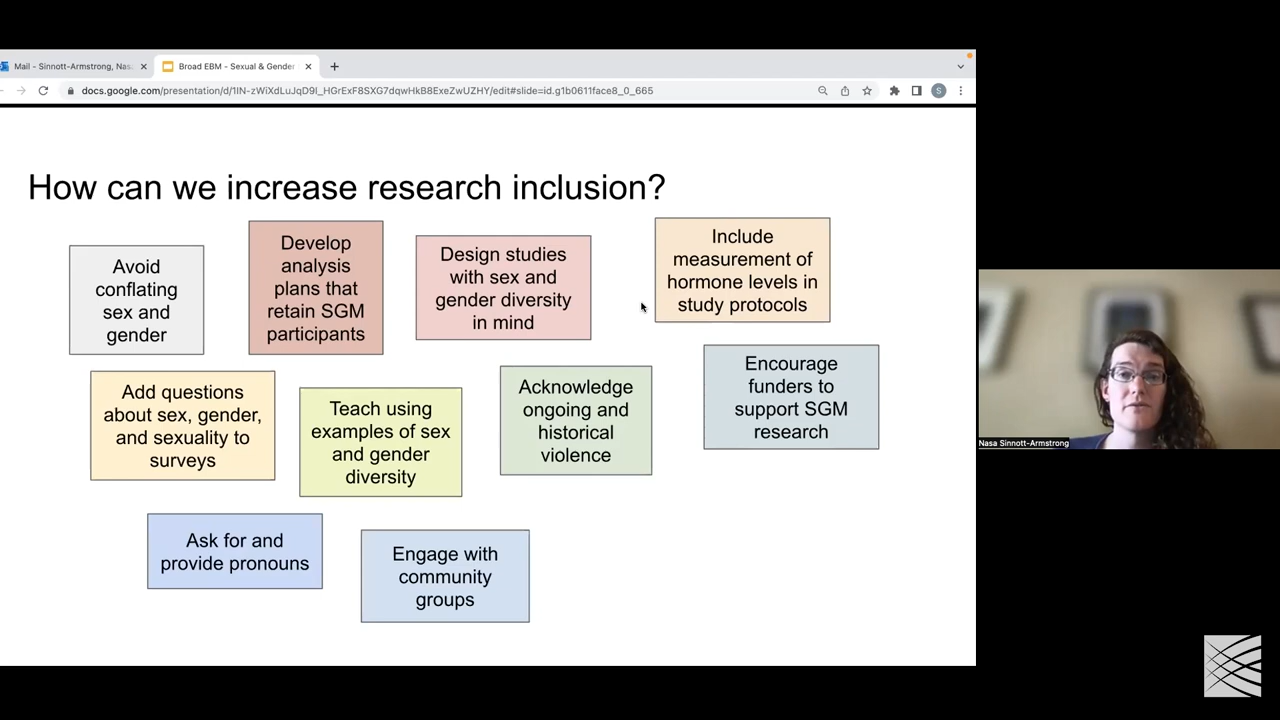 Mail - Sinnott-Armstrong, Nas
Broad EBM - Sexual & Gender
docs.google.com/presentation/d/1IN-zWiXdLuJqD9I_HGrExF8SXG7dqwHkB8ExeZwUZHY/edit#slide=id.g1b0611face8_0_665
S
How can we increase research inclusion?
Avoid
conflating
sex and
gender
Develop
analysis
plans that
retain SGM
participants
Design studies
with sex and
gender diversity
in mind
Include
measurement of
hormone levels in
study protocols
Add questions
about sex, gender,
and sexuality to
surveys
Teach using
examples of sex
and gender
diversity
Acknowledge
ongoing and
historical
violence
Encourage
funders to
support SGM
research
Ask for and
provide pronouns
Engage with
community
groups
Nasa Sinnott-Armstrong